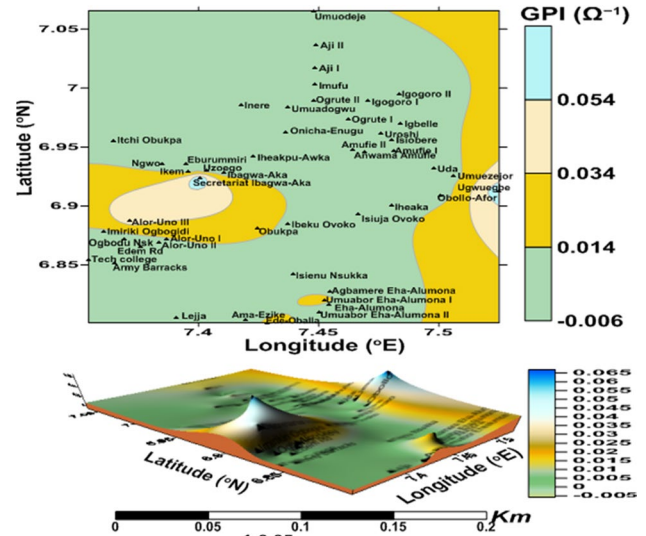 GPI (Ω⁻¹)
7.05
Umuodeje
Aji II
Aji I
7
Imufu
Igogoro II
Ogrute II
Igogoro I
Inere
Umuadogwu
Ogrute I
Igbelle
Onicha-Enugu
Uroshi
Isiobere
6.95
Itchi Obukpa
Amufie II
Amufie I
Ahwama Amufie
Iheakpu-Awka
Ngwo
Eburummiri
Uzoego
Ikem
Ibagwa-Aka
Uda
Umuezejor
Secretariat Ibagwa-Aka
Ugwuegbe
Obollo-Afor
6.9
Iheaka
Isiuja Ovoko
Alor-Uno III
Ibeku Ovoko
Imiriki Ogbogidi
Obukpa
Alor-Uno I
Ogbodu Nsk
Alor-Uno II
Edem Rd
Tech college
6.85
Army Barracks
Isienu Nsukka
Agbamere Eha-Alumona
Umuabor Eha-Alumona I
Eha-Alumona
Umuabor Eha-Alumona II
Lejja
Ama-Ezike
Ede-Oballa
7.4
7.45
7.5
Latitude (°N)
Longitude (°E)
0.054
0.034
0.014
-0.006
Latitude (°N)
Longitude (°E)
0.065
0.06
0.055
0.05
0.045
0.04
0.035
0.03
0.025
0.02
0.015
0.01
0.005
0
-0.005
0
0.05
0.1
0.15
0.2
Km